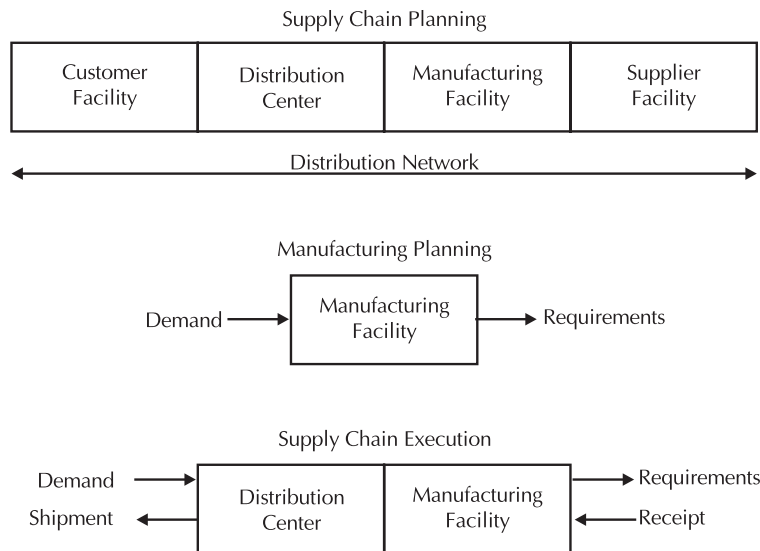 Supply Chain Planning
Customer Facility
Distribution Center
Manufacturing Facility
Supplier Facility
Distribution Network
Manufacturing Planning
Demand
Manufacturing Facility
Requirements
Supply Chain Execution
Demand
Shipment
Distribution Center
Manufacturing Facility
Requirements
Receipt